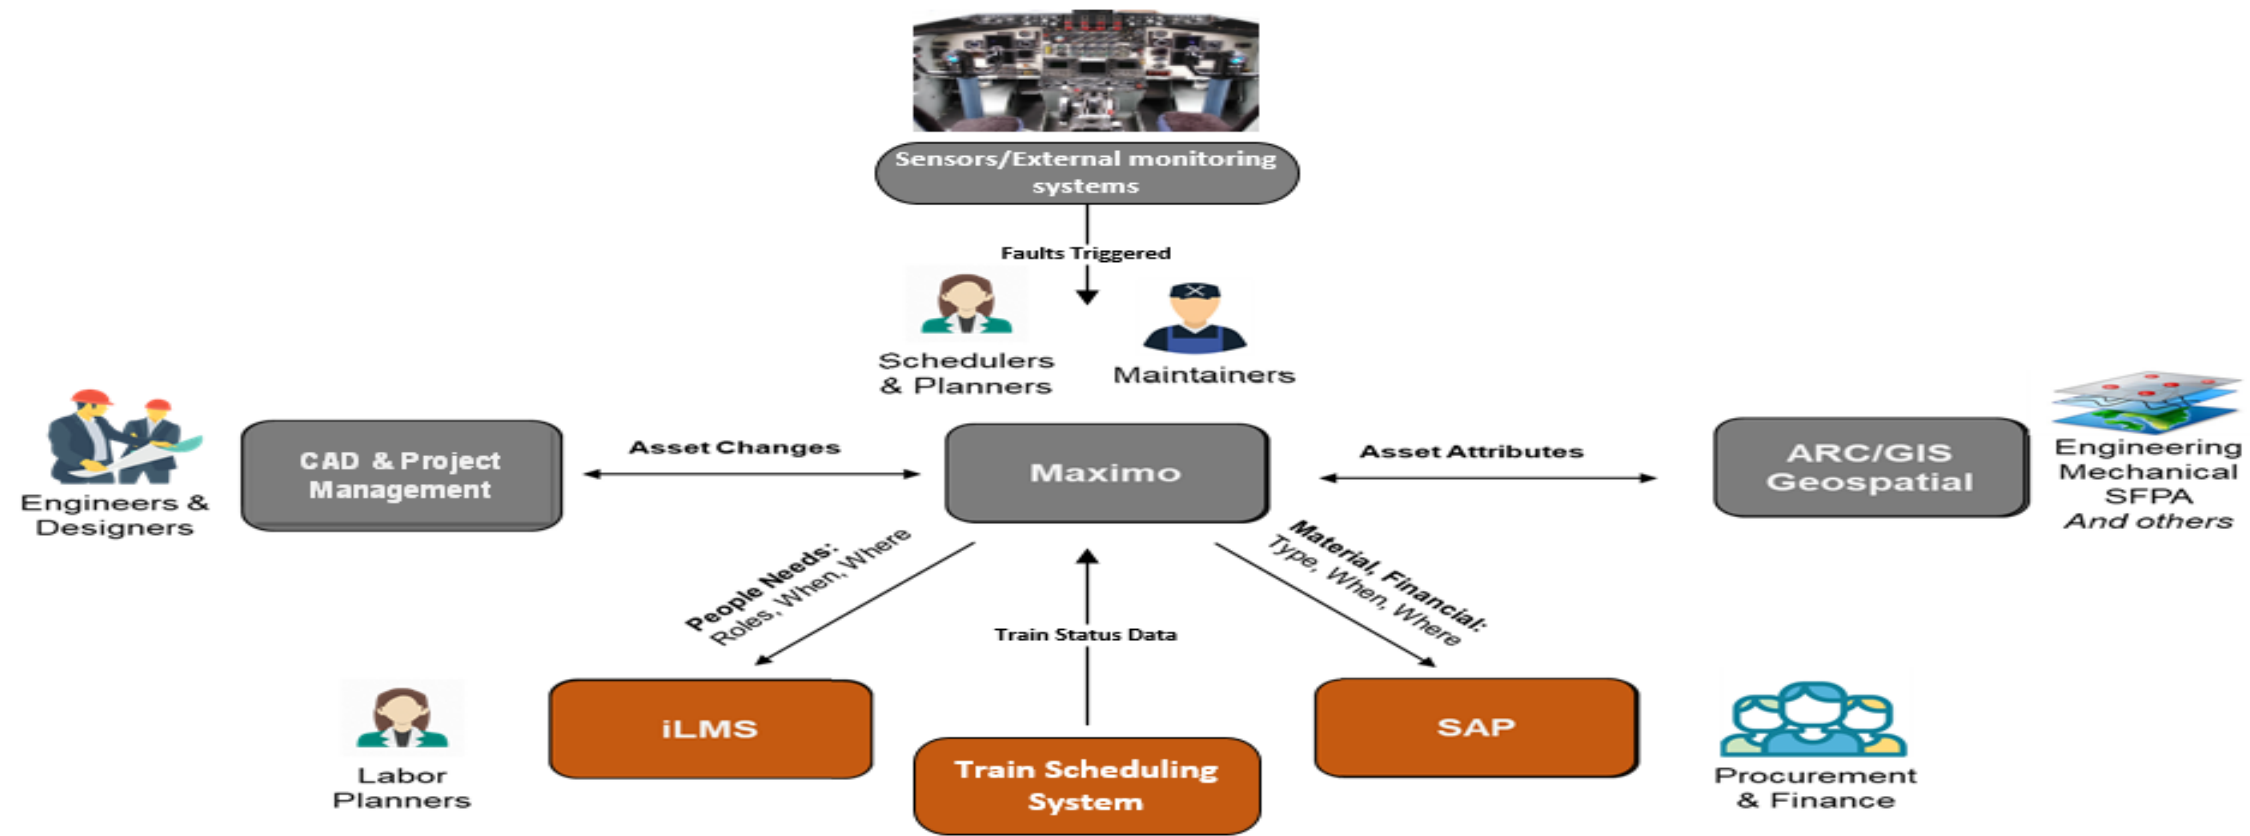 Sensors/External monitoring
systems
Faults Triggered
Schedulers
& Planners
Maintainers
Engineers &
Designers
CAD & Project
Management
Asset Changes
Maximo
Asset Attributes
ARC/GIS
Geospatial
Engineering
Mechanical
SFPA
And others
People Needs:
Roles, When, Where
Train Status Data
Material, Financial:
Type, When, Where
Labor
Planners
iLMS
Train Scheduling
System
SAP
Procurement
& Finance